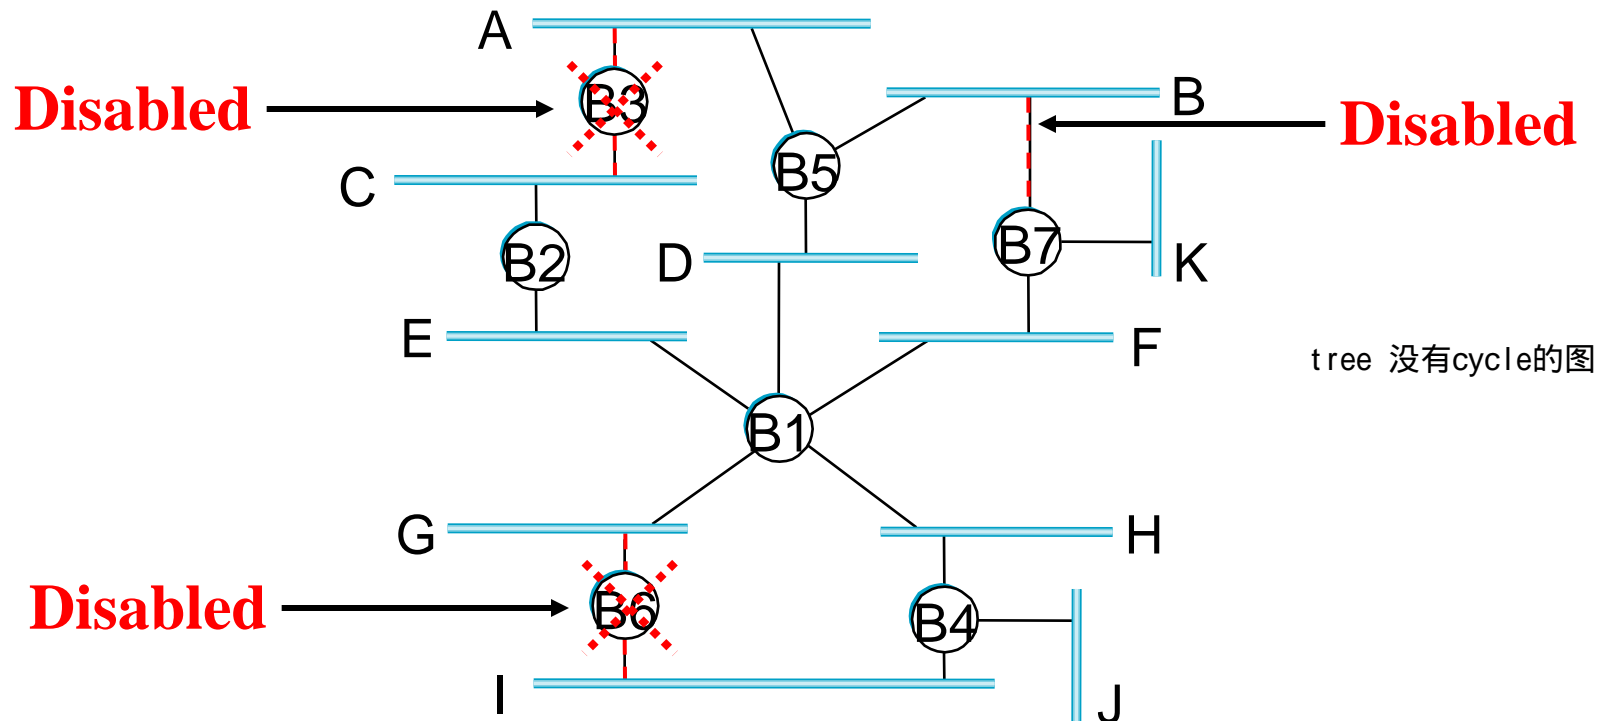 A
B3
Disabled
B
Disabled
C
B5
B2
D
B7
K
E
F
tree 没有cycle的图
B1
G
H
Disabled
B6
B4
I
J